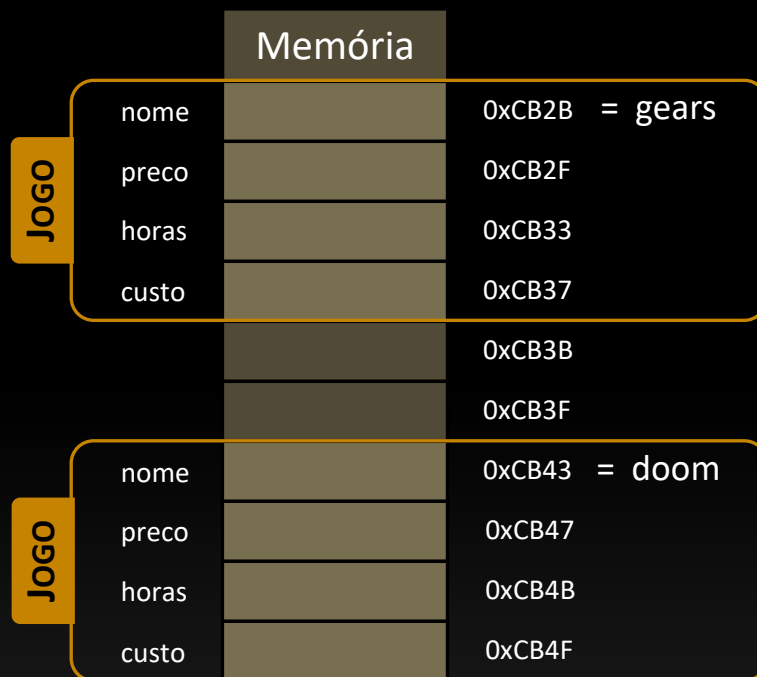 Memória
nome 0xCB2B = gears
preco 0xCB2F
JOGO
horas 0xCB33
custo 0xCB37
0xCB3B
0xCB3F
nome 0xCB43 = doom
preco 0xCB47
JOGO
horas 0xCB4B
custo 0xCB4F